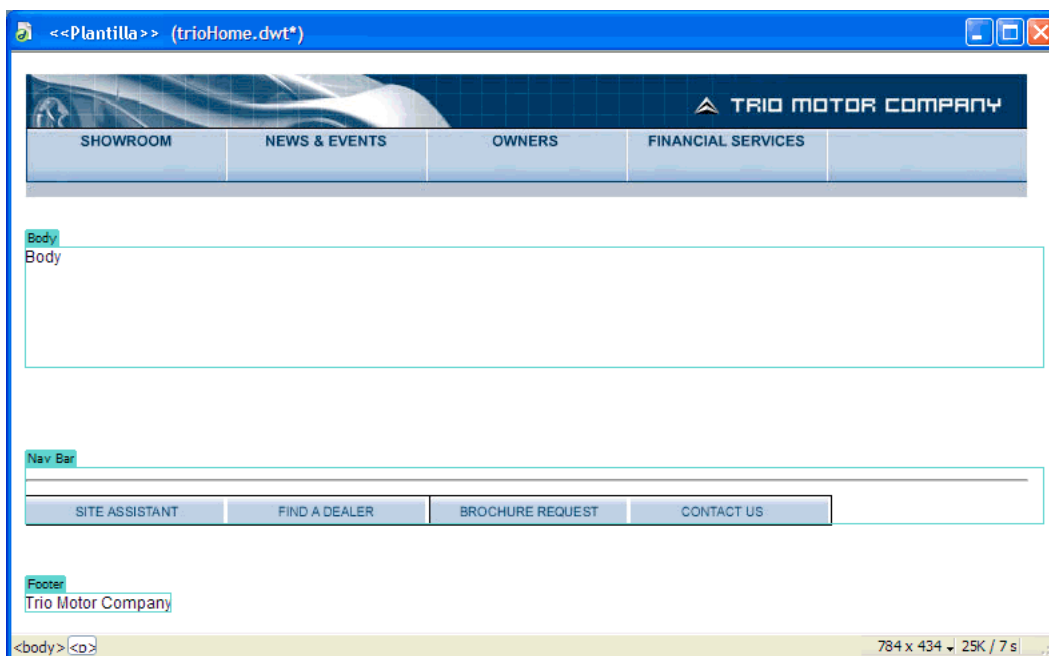 <<Plantilla>> (trioHome.dwt*)
TRIO MOTOR COMPANY
SHOWROOM NEWS & EVENTS OWNERS FINANCIAL SERVICES
Body
Body
Nav Bar
SITE ASSISTANT FIND A DEALER BROCHURE REQUEST CONTACT US
Footer
Trio Motor Company
<body> <p> 784 x 434 25K / 7 s